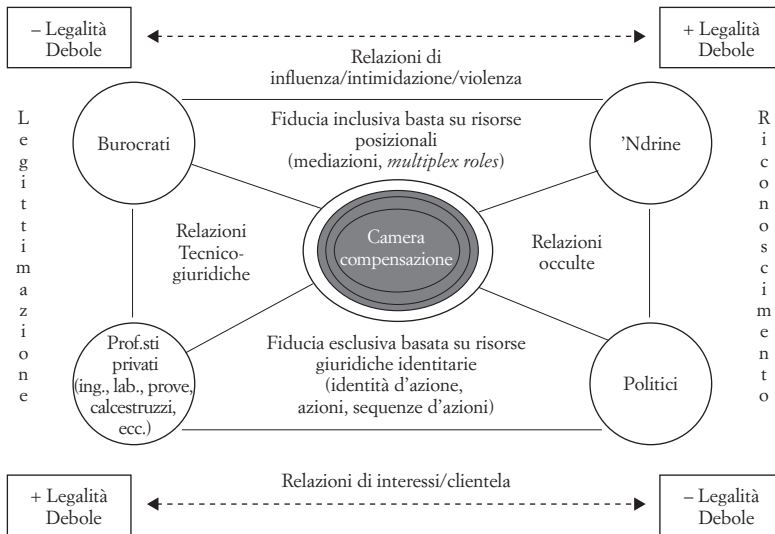 – Legalità
Debole
+ Legalità
Debole
Relazioni di
influenza/intimidazione/violenza
Legittimazione
Riconoscimento
Burocrati
Fiducia inclusiva basta su risorse
posizionali
(mediazioni, multiplex roles)
'Ndrine
Relazioni
Tecnico-
giuridiche
Camera
compensazione
Relazioni
occulte
Prof.sti
privati
(ing., lab., prove,
calcestruzzi,
ecc.)
Fiducia esclusiva basata su risorse
giuridiche identitarie
(identità d'azione,
azioni, sequenze d'azioni)
Politici
+ Legalità
Debole
Relazioni di interessi/clientela
– Legalità
Debole